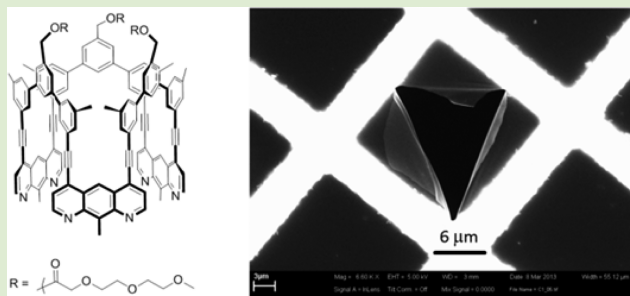 OR
RO OR
N N N N
N N
R = O O O O
6 µm
3µm Mag = 6.60 K X EHT = 5.00 kV WD = 3 mm Date :8 Mar 2013 Width = 55.12 µm
Signal A = InLens Tilt Corrn. = Off Mix Signal = 0.0000